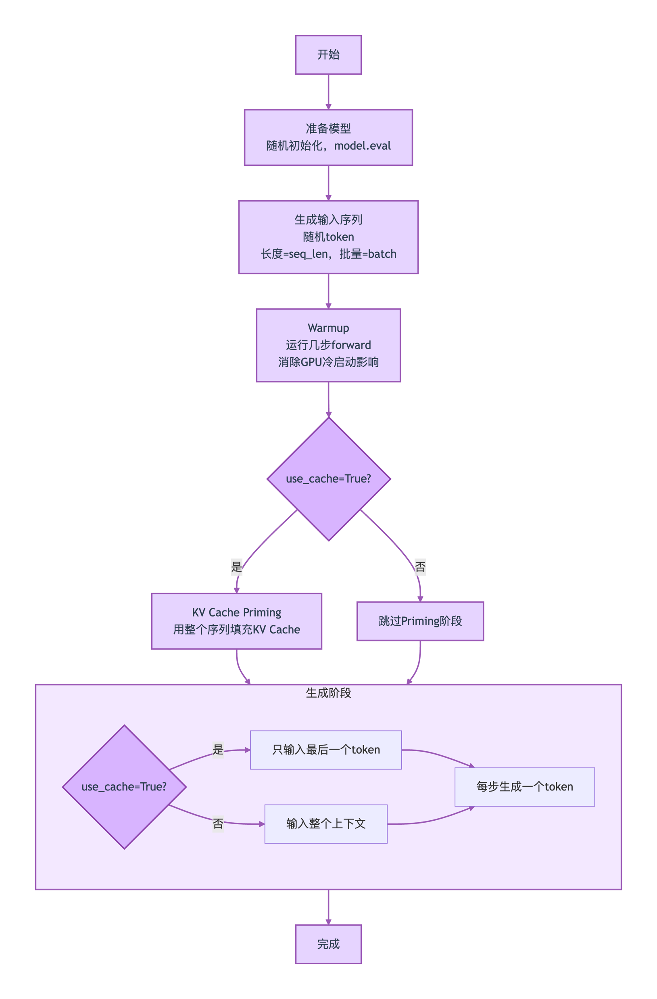 开始
准备模型
随机初始化，model.eval
生成输入序列
随机token
长度=seq_len，批量=batch
Warmup
运行几步forward
消除GPU冷启动影响
use_cache=True?
是
否
KV Cache Priming
用整个序列填充KV Cache
跳过Priming阶段
生成阶段
use_cache=True?
是
只输入最后一个token
否
输入整个上下文
每步生成一个token
完成